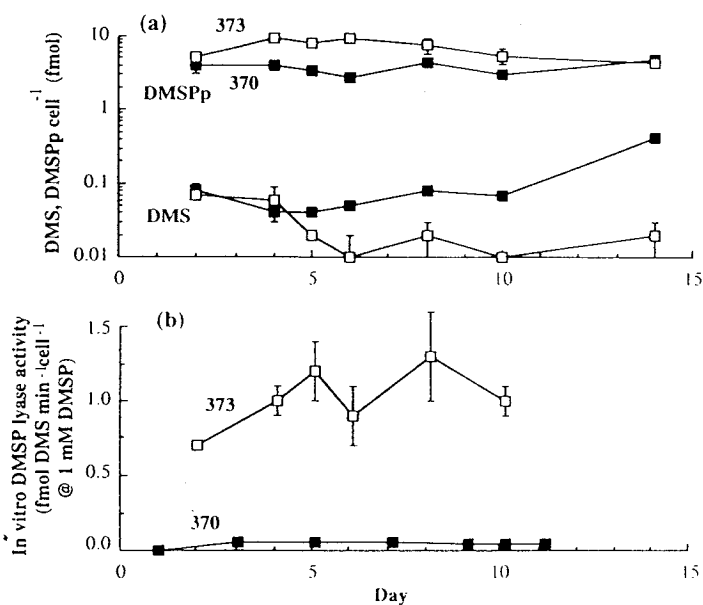 (a)
373
370
DMSPp
DMS
DMS, DMSPp cell⁻¹ (fmol)
10
1
0.1
0.01
0 5 10 15
(b)
373
370
In vitro DMSP lyase activity
(fmol DMS min⁻¹cell⁻¹
@ 1 mM DMSP)
1.5
1.0
0.5
0.0
0 5 10 15
Day